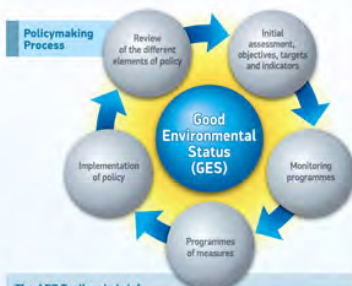 Policymaking
Process
Review
of the different
elements of policy
Initial
assessment,
objectives, targets
and indicators
Good
Environmental
Status
(GES)
Implementation
of policy
Monitoring
programmes
Programmes
of measures